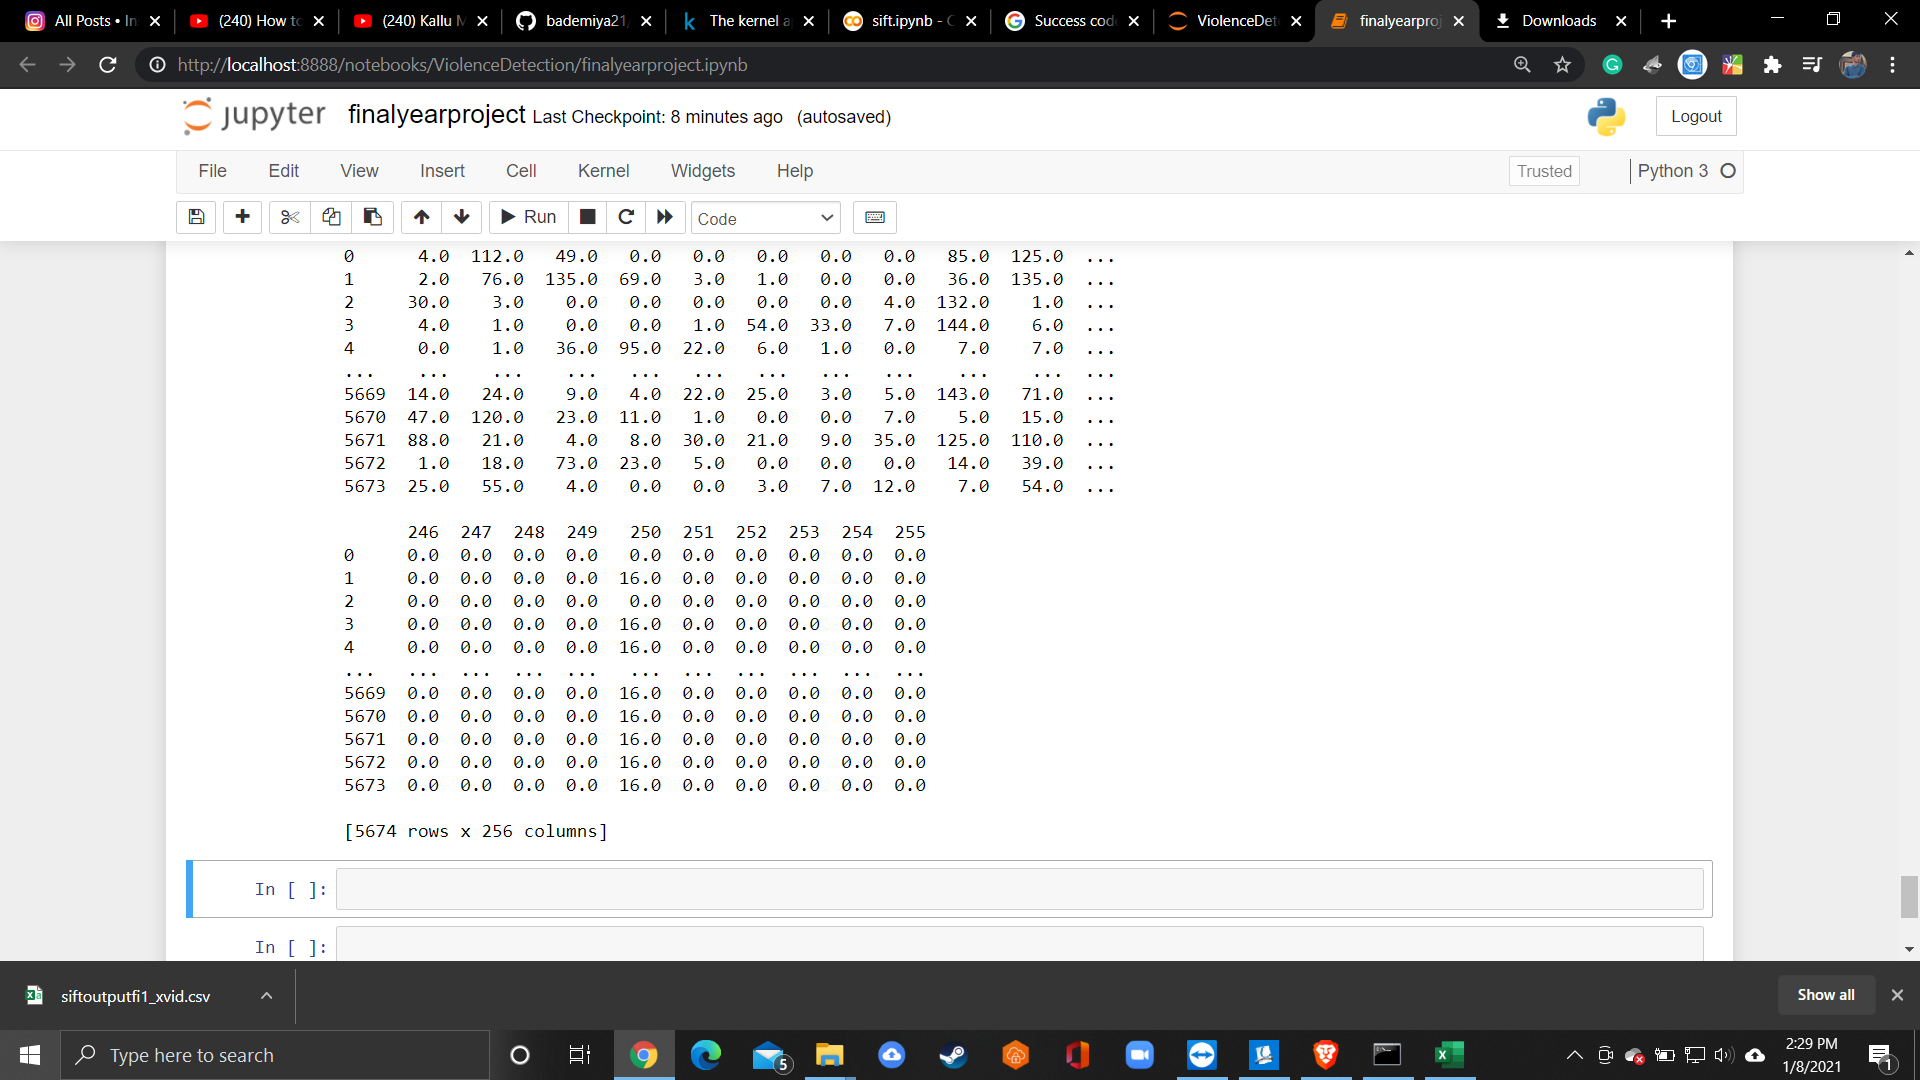 All Posts • In
(240) How to
(240) Kallu M
bademiya21
The kernel a
sift.ipynb - C
Success cod
ViolenceDet
finalyearproj
Downloads
http://localhost:8888/notebooks/ViolenceDetection/finalyearproject.ipynb
jupyter finalyearproject Last Checkpoint: 8 minutes ago (autosaved)
Logout
File Edit View Insert Cell Kernel Widgets Help
Trusted
Python 3
Run
Code
0 4.0 112.0 49.0 0.0 0.0 0.0 0.0 0.0 85.0 125.0 ...
1 2.0 76.0 135.0 69.0 3.0 1.0 0.0 0.0 36.0 135.0 ...
2 30.0 3.0 0.0 0.0 0.0 0.0 0.0 4.0 132.0 1.0 ...
3 4.0 1.0 0.0 0.0 1.0 54.0 33.0 7.0 144.0 6.0 ...
4 0.0 1.0 36.0 95.0 22.0 6.0 1.0 0.0 7.0 7.0 ...
... ... ... ... ... ... ... ... ... ... ... ...
5669 14.0 24.0 9.0 4.0 22.0 25.0 3.0 5.0 143.0 71.0 ...
5670 47.0 120.0 23.0 11.0 1.0 0.0 0.0 7.0 5.0 15.0 ...
5671 88.0 21.0 4.0 8.0 30.0 21.0 9.0 35.0 125.0 110.0 ...
5672 1.0 18.0 73.0 23.0 5.0 0.0 0.0 0.0 14.0 39.0 ...
5673 25.0 55.0 4.0 0.0 0.0 3.0 7.0 12.0 7.0 54.0 ...
246 247 248 249 250 251 252 253 254 255
0 0.0 0.0 0.0 0.0 0.0 0.0 0.0 0.0 0.0 0.0
1 0.0 0.0 0.0 0.0 16.0 0.0 0.0 0.0 0.0 0.0
2 0.0 0.0 0.0 0.0 0.0 0.0 0.0 0.0 0.0 0.0
3 0.0 0.0 0.0 0.0 16.0 0.0 0.0 0.0 0.0 0.0
4 0.0 0.0 0.0 0.0 16.0 0.0 0.0 0.0 0.0 0.0
... ... ... ... ... ... ... ... ... ... ...
5669 0.0 0.0 0.0 0.0 16.0 0.0 0.0 0.0 0.0 0.0
5670 0.0 0.0 0.0 0.0 16.0 0.0 0.0 0.0 0.0 0.0
5671 0.0 0.0 0.0 0.0 16.0 0.0 0.0 0.0 0.0 0.0
5672 0.0 0.0 0.0 0.0 16.0 0.0 0.0 0.0 0.0 0.0
5673 0.0 0.0 0.0 0.0 16.0 0.0 0.0 0.0 0.0 0.0
[5674 rows x 256 columns]
In [ ]:
In [ ]:
siftoutputfi1_xvid.csv
Show all
Type here to search
5
2:29 PM
1/8/2021
1